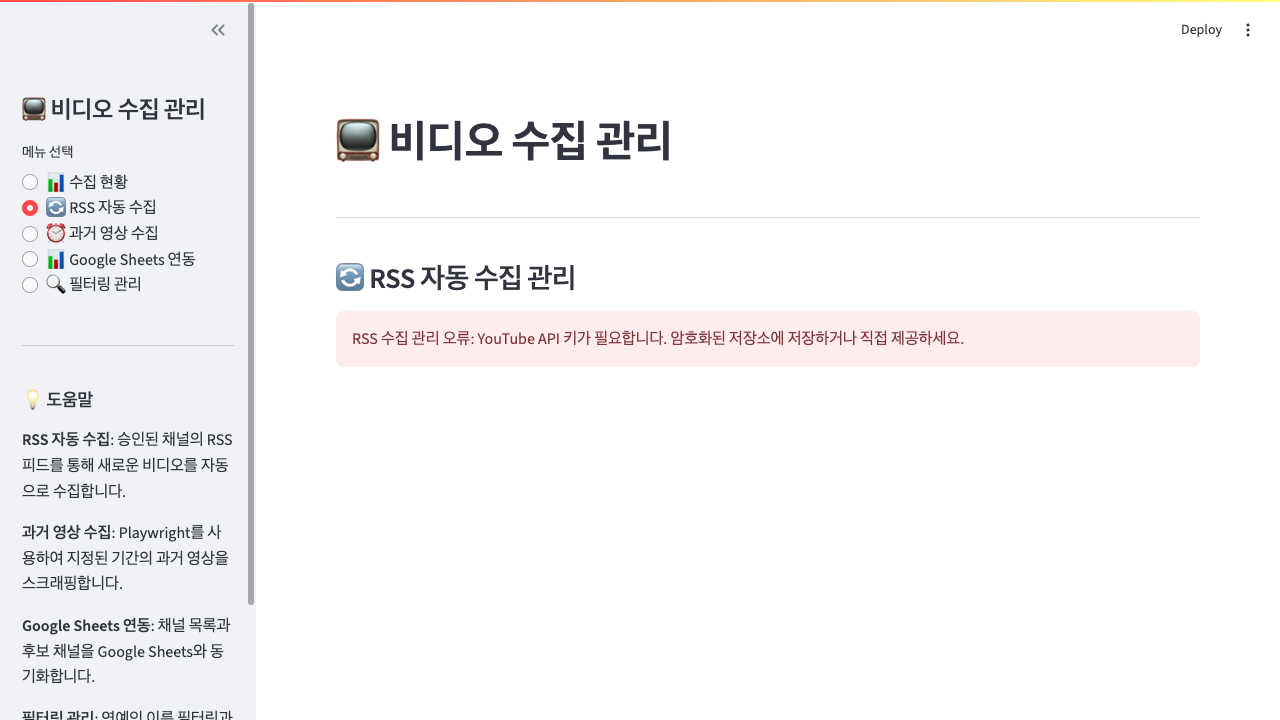 비디오 수집 관리
메뉴 선택
수집 현황
RSS 자동 수집
과거 영상 수집
Google Sheets 연동
필터링 관리
도움말
RSS 자동 수집: 승인된 채널의 RSS
피드를 통해 새로운 비디오를 자동
으로 수집합니다.
과거 영상 수집: Playwright를 사
용하여 지정된 기간의 과거 영상을
스크래핑합니다.
Google Sheets 연동: 채널 목록과
후보 채널을 Google Sheets와 동
기화합니다.
필터링 관리: 연예인 이름 필터링과
Deploy
비디오 수집 관리
RSS 자동 수집 관리
RSS 수집 관리 오류: YouTube API 키가 필요합니다. 암호화된 저장소에 저장하거나 직접 제공하세요.